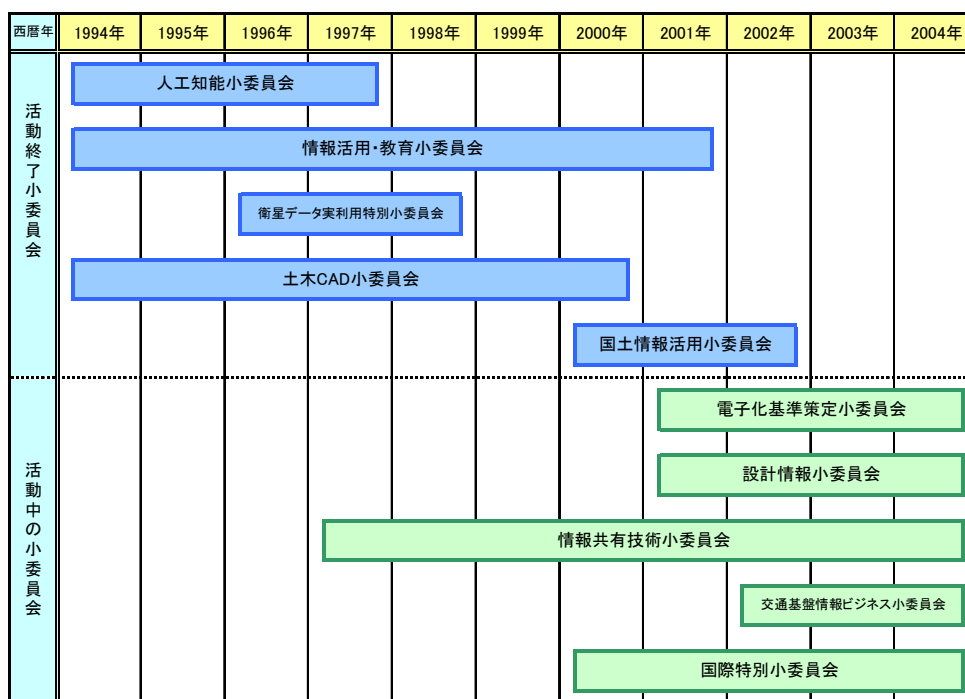 西暦年 1994年 1995年 1996年 1997年 1998年 1999年 2000年 2001年 2002年 2003年 2004年
活動終了小委員会
人工知能小委員会
情報活用・教育小委員会
衛星データ実利用特別小委員会
土木CAD小委員会
国土情報活用小委員会
活動中の小委員会
電子化基準策定小委員会
設計情報小委員会
情報共有技術小委員会
交通基盤情報ビジネス小委員会
国際特別小委員会